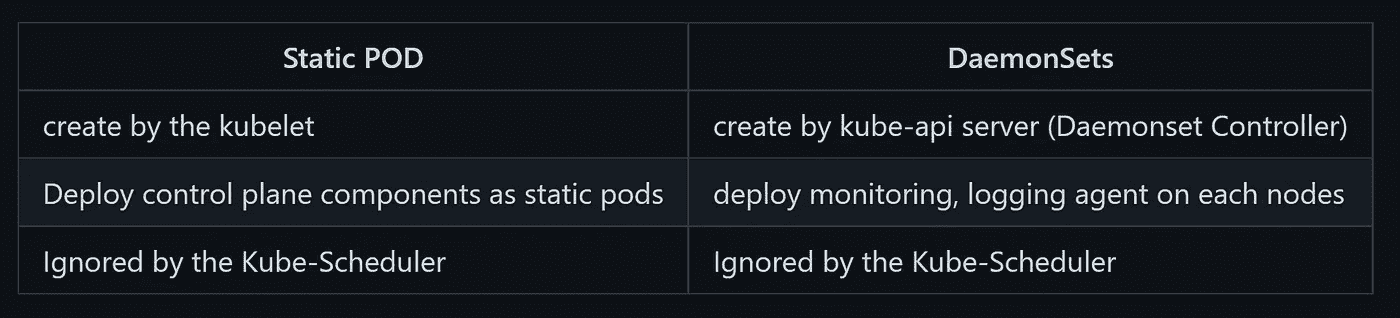 Static POD
DaemonSets
create by the kubelet
create by kube-api server (Daemonset Controller)
Deploy control plane components as static pods
deploy monitoring, logging agent on each nodes
Ignored by the Kube-Scheduler
Ignored by the Kube-Scheduler